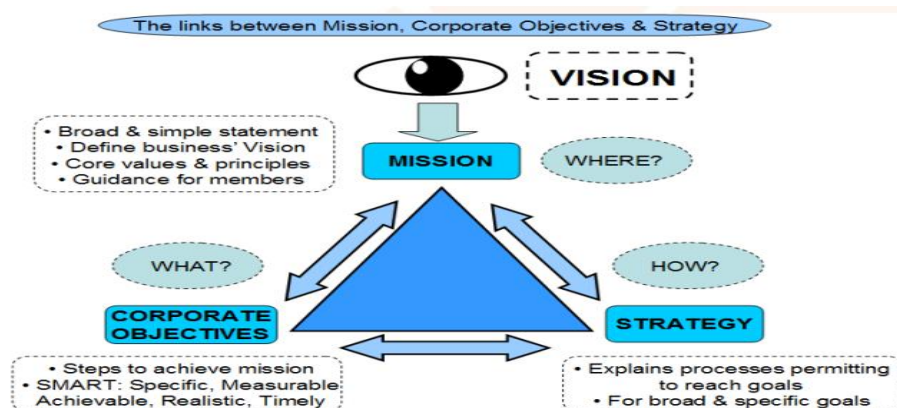 The links between Mission, Corporate Objectives & Strategy
VISION
• Broad & simple statement
• Define business' Vision
• Core values & principles
• Guidance for members
MISSION
WHERE?
WHAT?
HOW?
CORPORATE
OBJECTIVES
STRATEGY
• Steps to achieve mission
• SMART: Specific, Measurable
Achievable, Realistic, Timely
• Explains processes permitting
to reach goals
• For broad & specific goals